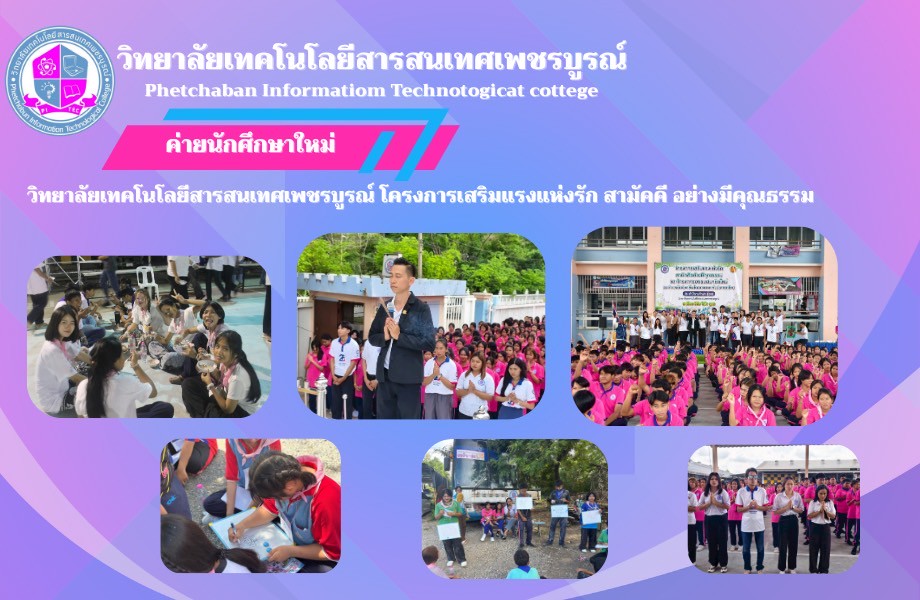 วิทยาลัยเทคโนโลยีสารสนเทศเพชรบูรณ์
Phetchaban Informatiom Technotogicat cottege
ค่ายนักศึกษาใหม่
วิทยาลัยเทคโนโลยีสารสนเทศเพชรบูรณ์ โครงการเสริมแรงแห่งรัก สามัคคี อย่างมีคุณธรรม